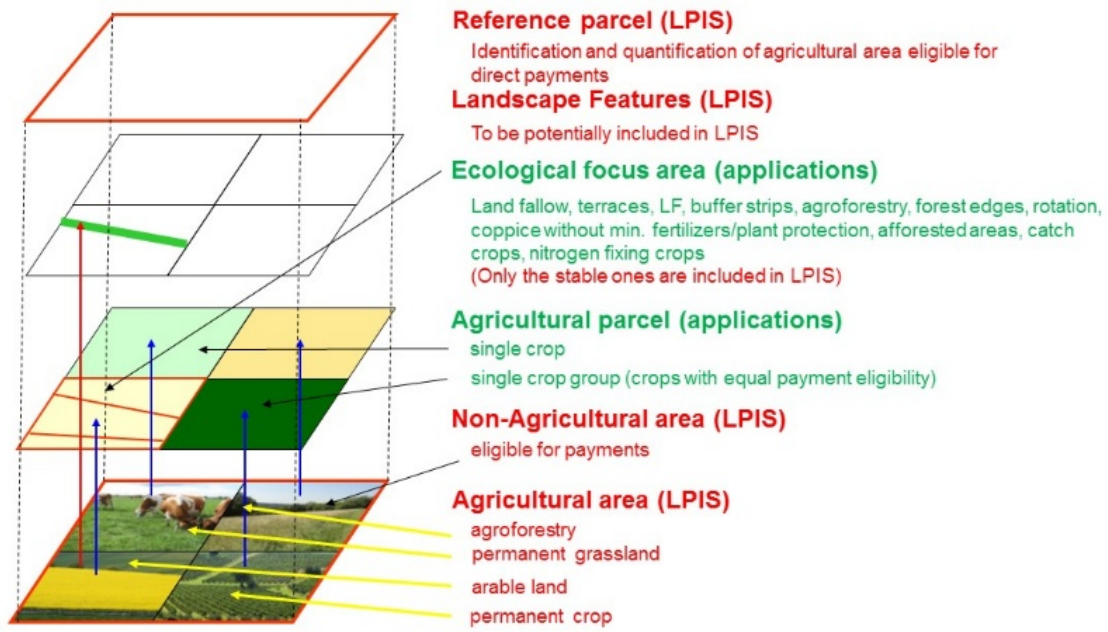 Reference parcel (LPIS)
Identification and quantification of agricultural area eligible for
direct payments
Landscape Features (LPIS)
To be potentially included in LPIS
Ecological focus area (applications)
Land fallow, terraces, LF, buffer strips, agroforestry, forest edges, rotation,
coppice without min. fertilizers/plant protection, afforested areas, catch
crops, nitrogen fixing crops
(Only the stable ones are included in LPIS)
Agricultural parcel (applications)
single crop
single crop group (crops with equal payment eligibility)
Non-Agricultural area (LPIS)
eligible for payments
Agricultural area (LPIS)
agroforestry
permanent grassland
arable land
permanent crop